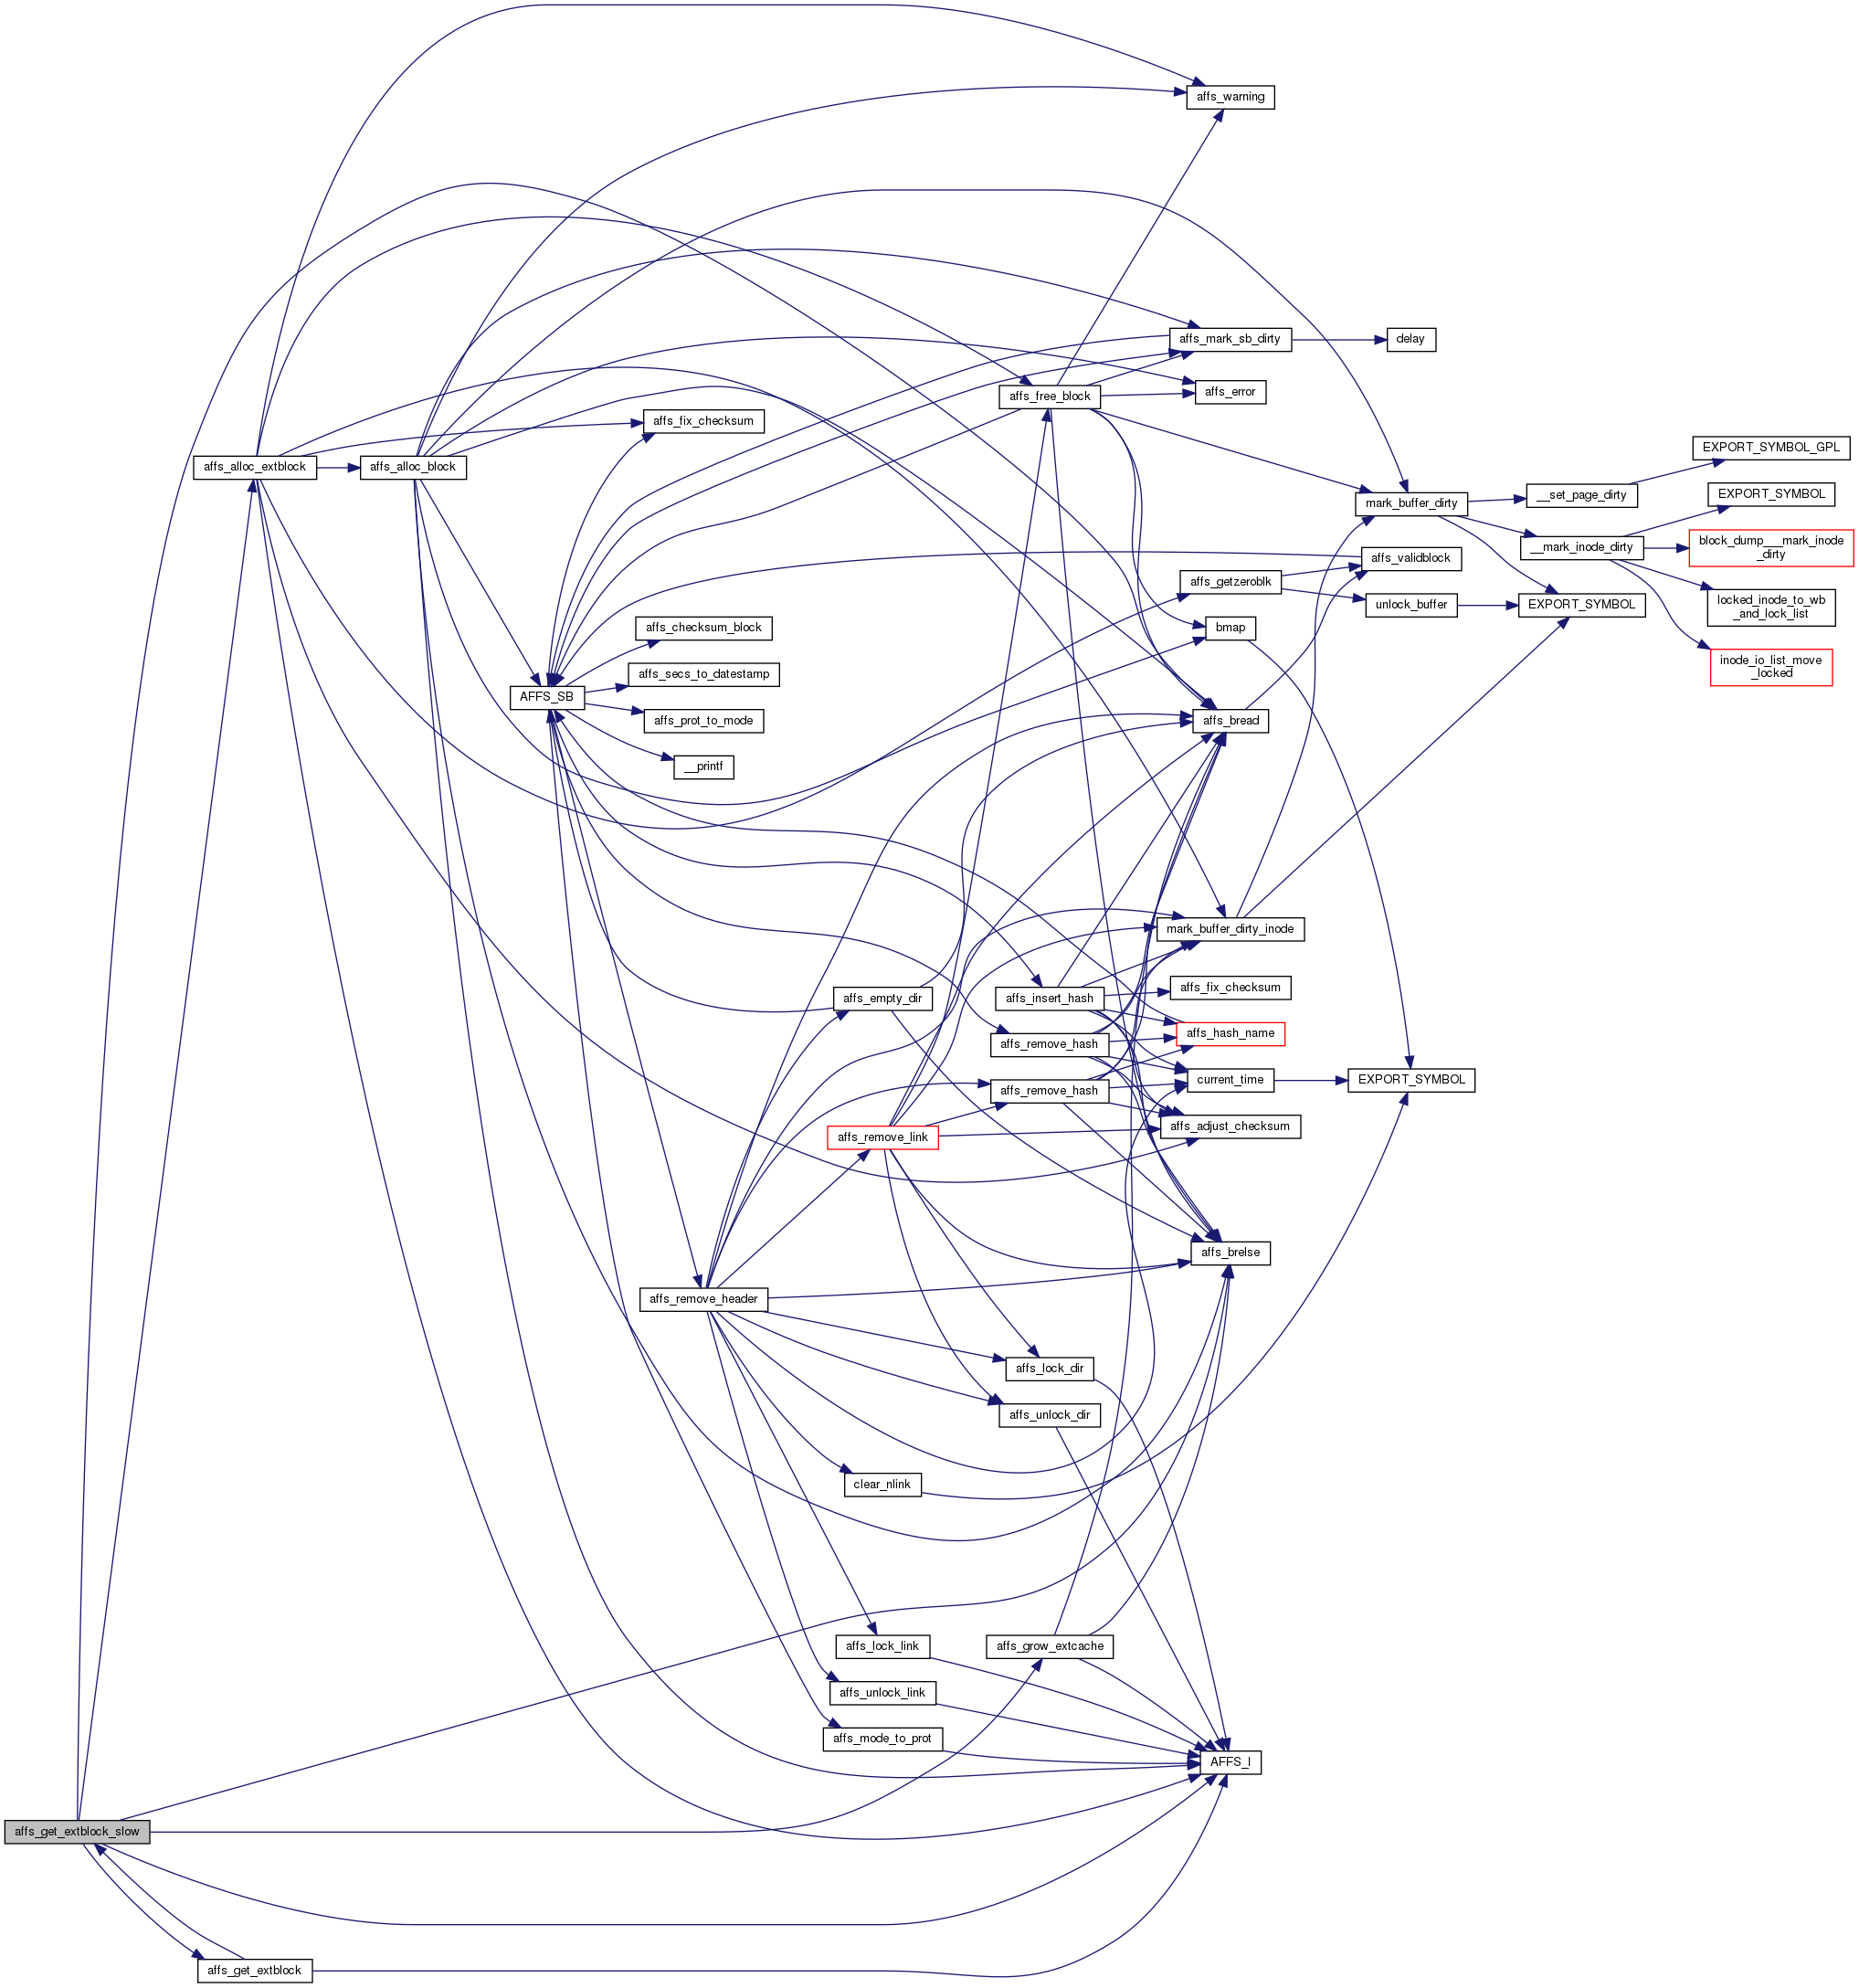 affs_warning
affs_mark_sb_dirty
delay
affs_error
affs_free_block
affs_fix_checksum
EXPORT_SYMBOL_GPL
affs_alloc_extblock
affs_alloc_block
__set_page_dirty
EXPORT_SYMBOL
mark_buffer_dirty
__mark_inode_dirty
block_dump___mark_inode
_dirty
affs_validblock
affs_getzeroblk
unlock_buffer
EXPORT_SYMBOL
locked_inode_to_wb
_and_lock_list
affs_checksum_block
bmap
inode_io_list_move
_locked
affs_secs_to_datestamp
AFFS_SB
affs_prot_to_mode
affs_bread
__printf
mark_buffer_dirty_inode
affs_fix_checksum
affs_empty_dir
affs_insert_hash
affs_hash_name
affs_remove_hash
current_time
EXPORT_SYMBOL
affs_remove_hash
affs_adjust_checksum
affs_remove_link
affs_brelse
affs_remove_header
affs_lock_dir
affs_unlock_dir
clear_nlink
affs_lock_link
affs_grow_extcache
affs_unlock_link
affs_mode_to_prot
AFFS_I
affs_get_extblock_slow
affs_get_extblock